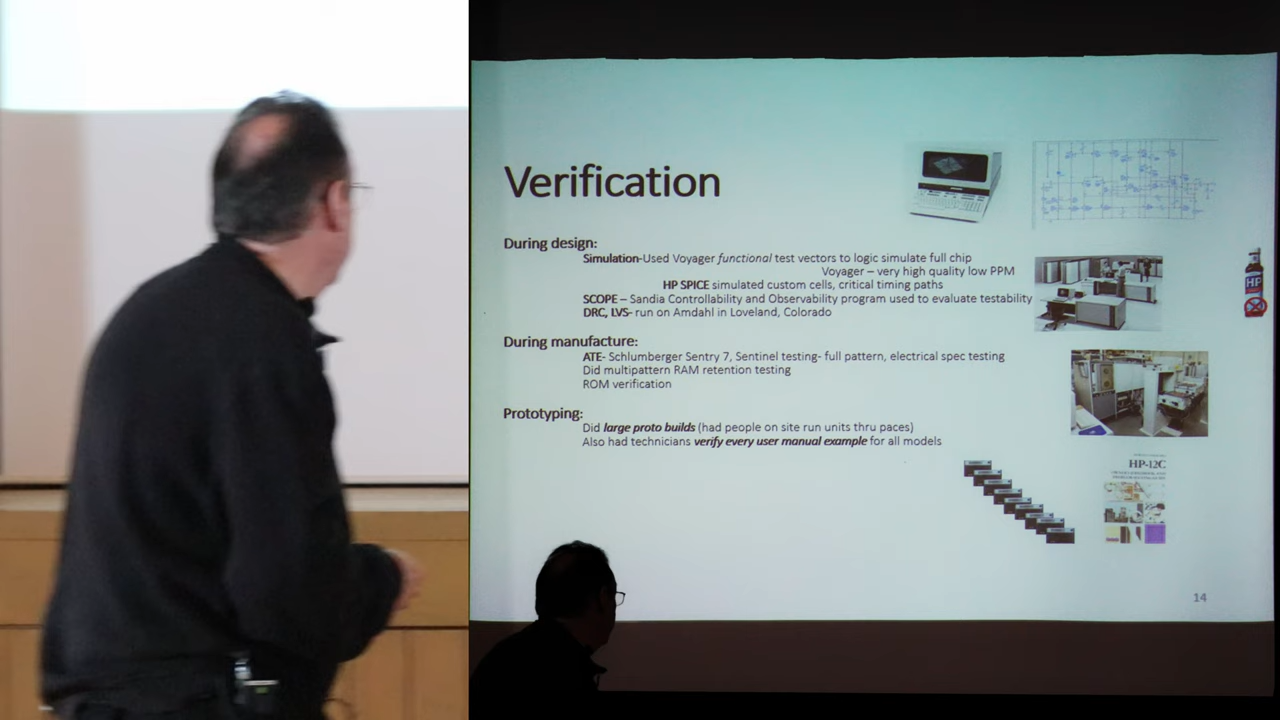 Verification
During design:
Simulation-Used Voyager functional test vectors to logic simulate full chip
Voyager – very high quality low PPM
HP SPICE simulated custom cells, critical timing paths
SCOPE – Sandia Controllability and Observability program used to evaluate testability
DRC, LVS- run on Amdahl in Loveland, Colorado
HP
During manufacture:
ATE- Schlumberger Sentry 7, Sentinel testing- full pattern, electrical spec testing
Did multipattern RAM retention testing
ROM verification
Prototyping:
Did large proto builds (had people on site run units thru paces)
Also had technicians verify every user manual example for all models
HP-12C
14